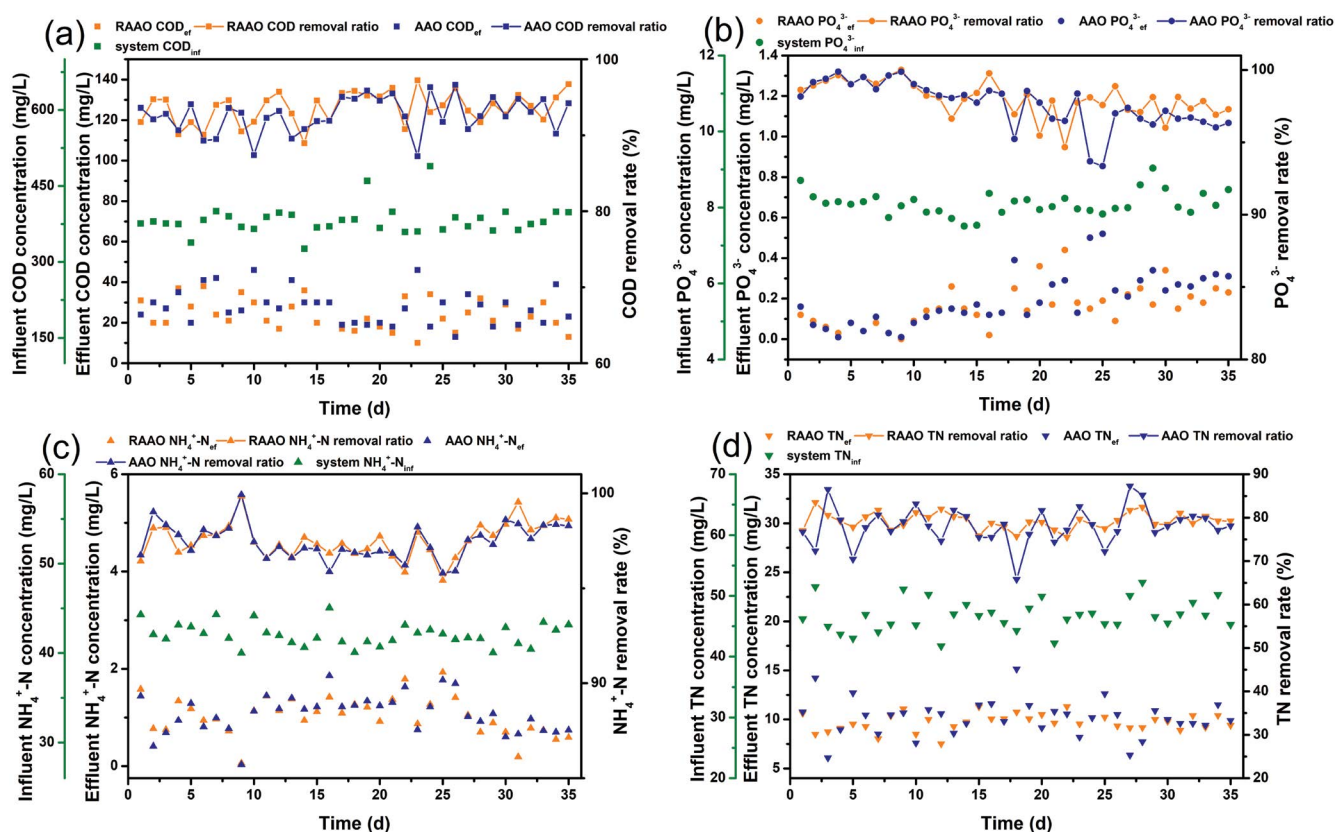 (a)
RAAO CODef RAAO COD removal ratio AAO CODef AAO COD removal ratio
system CODinf
Influent COD concentration (mg/L)
600
450
300
150
Effluent COD concentration (mg/L)
140
120
100
80
60
40
20
0
100
80
60
COD removal rate (%)
0 5 10 15 20 25 30 35
Time (d)
(b)
RAAO PO₄³⁻ef RAAO PO₄³⁻ removal ratio AAO PO₄³⁻ef AAO PO₄³⁻ removal ratio
system PO₄³⁻inf
Influent PO₄³⁻ concentration (mg/L)
12
10
8
6
4
Effluent PO₄³⁻ concentration (mg/L)
1.4
1.2
1.0
0.8
0.6
0.4
0.2
0.0
100
90
80
PO₄³⁻ removal rate (%)
0 5 10 15 20 25 30 35
Time (d)
(c)
RAAO NH₄⁺-Nef RAAO NH₄⁺-N removal ratio AAO NH₄⁺-Nef
AAO NH₄⁺-N removal ratio system NH₄⁺-Ninf
Influent NH₄⁺-N concentration (mg/L)
60
50
40
30
Effluent NH₄⁺-N concentration (mg/L)
6
5
4
3
2
1
0
100
90
NH₄⁺-N removal rate (%)
0 5 10 15 20 25 30 35
Time (d)
(d)
RAAO TNef RAAO TN removal ratio AAO TNef AAO TN removal ratio
system TNinf
Influent TN concentration (mg/L)
70
60
50
40
30
20
Effluent TN concentration (mg/L)
35
30
25
20
15
10
5
90
80
70
60
50
40
30
20
TN removal rate (%)
0 5 10 15 20 25 30 35
Time (d)